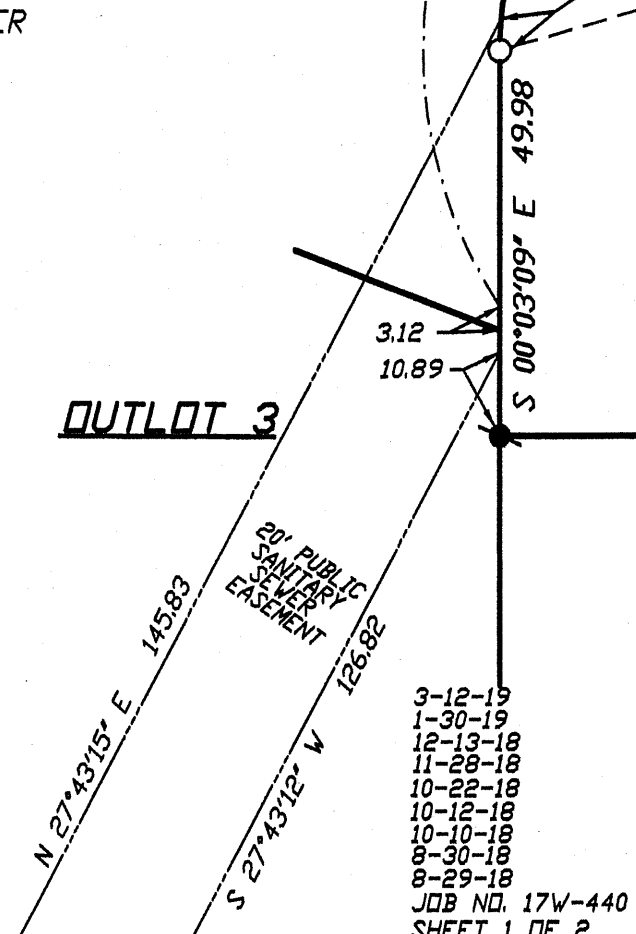 ER
S 00°03'09" E 49.98
3.12
10.89
OUTLOT 3
20' PUBLIC
SANITARY
SEWER
EASEMENT
N 27°43'15" E 145.83
S 27°43'12" W 126.82
3-12-19
1-30-19
12-13-18
11-28-18
10-22-18
10-12-18
10-10-18
8-30-18
8-29-18
JOB NO. 17W-440
SHEET 1 OF 2